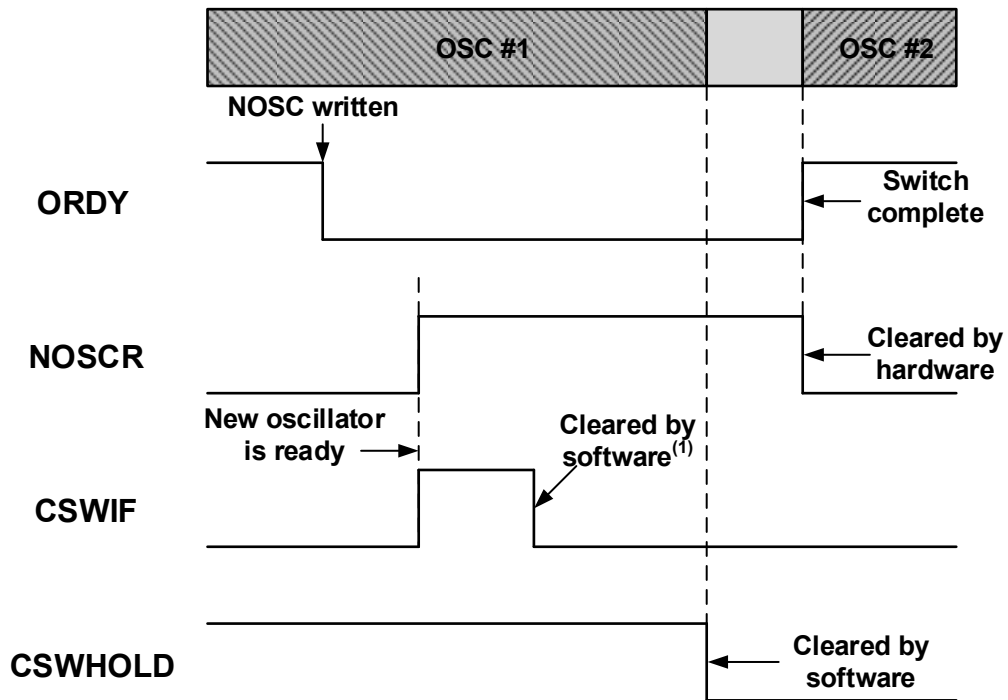 OSC #1
OSC #2
NOSC written
ORDY
Switch
complete
NOSCR
Cleared by
hardware
New oscillator
is ready
Cleared by
software(1)
CSWIF
CSWHOLD
Cleared by
software